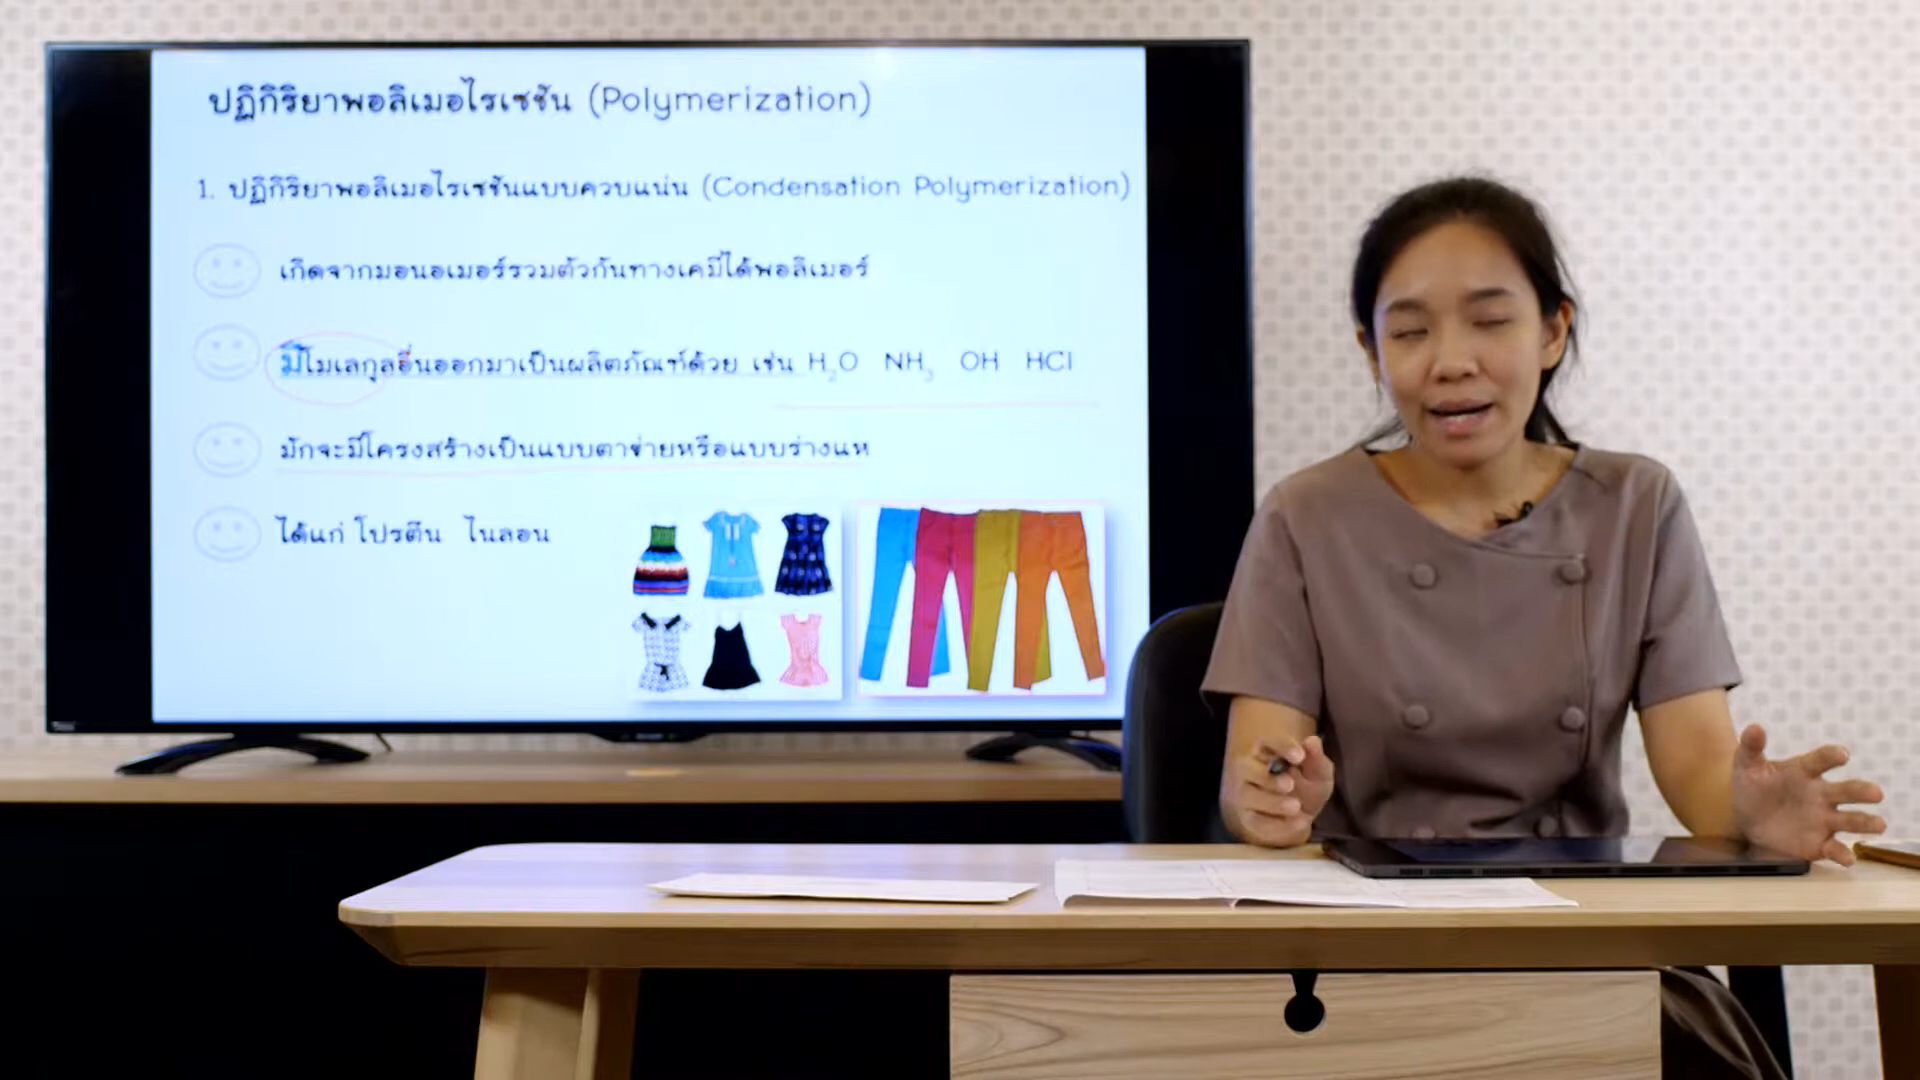 ปฏิกิริยาพอลิเมอไรเซชัน (Polymerization)
1. ปฏิกิริยาพอลิเมอไรเซชันแบบควบแน่น (Condensation Polymerization)
เกิดจากมอนอเมอร์รวมตัวกันทางเคมีได้พอลิเมอร์
มีโมเลกุลอื่นออกมาเป็นผลิตภัณฑ์ด้วย เช่น H₂O NH₃ OH HCl
มักจะมีโครงสร้างเป็นแบบตาข่ายหรือแบบร่างแห
ได้แก่ โปรตีน ไนลอน